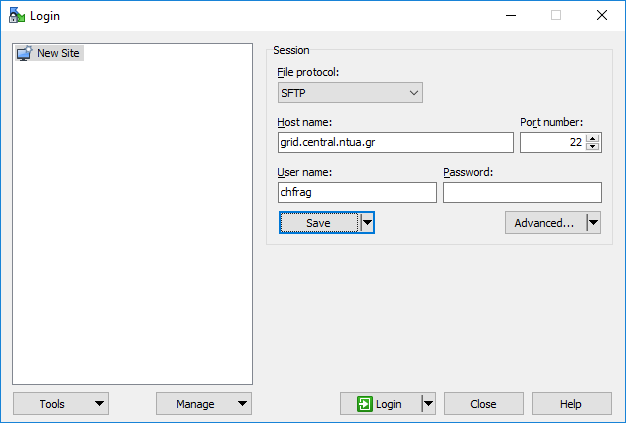 Login
New Site
Session
File protocol:
SFTP
Host name:
Port number:
grid.central.ntua.gr
22
User name:
Password:
chfrag
Save
Advanced...
Tools
Manage
Login
Close
Help